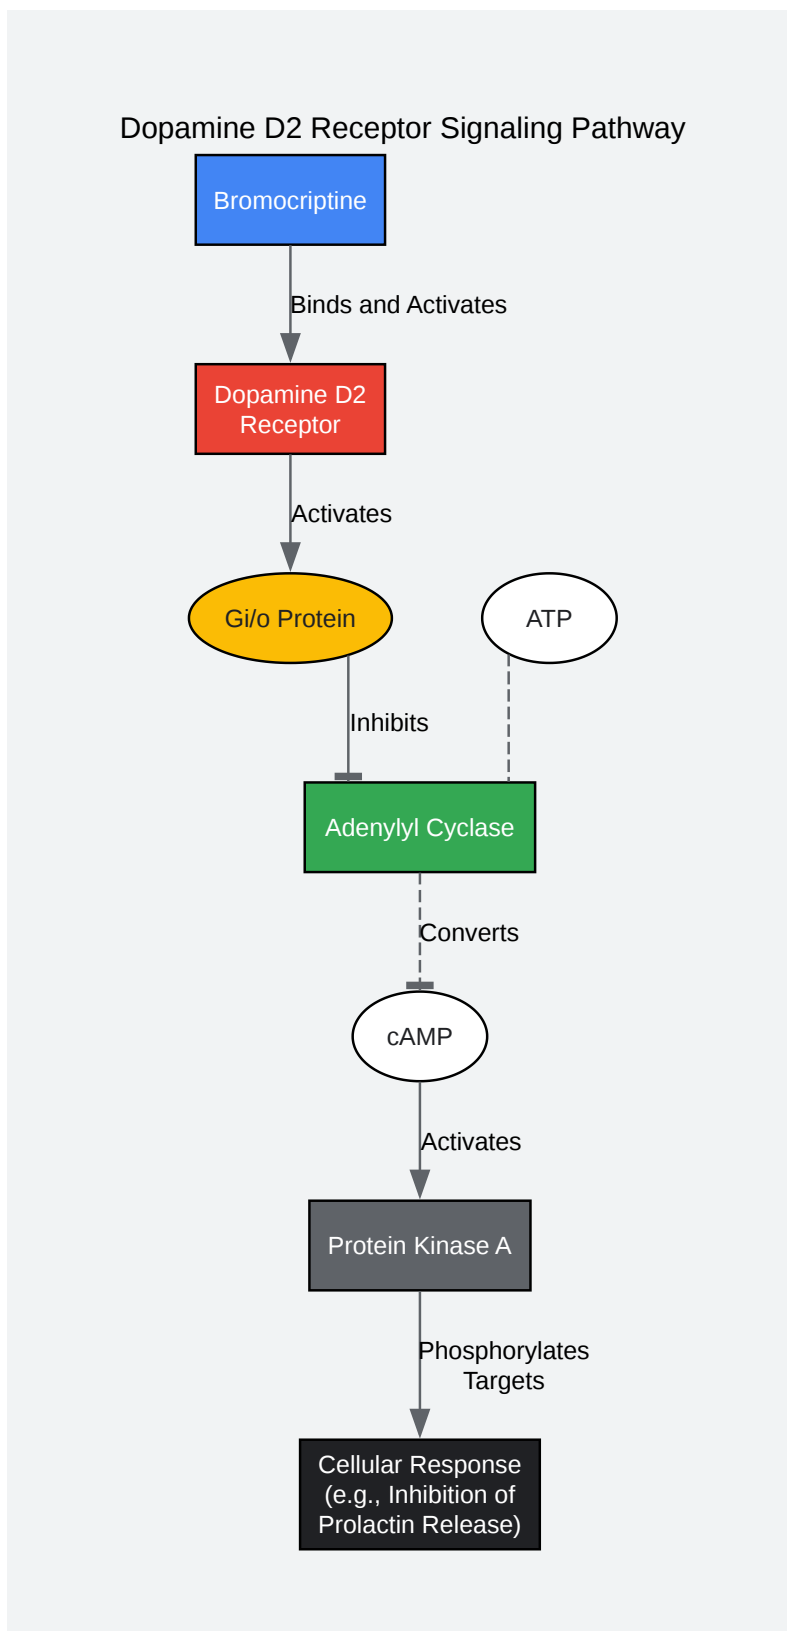 Dopamine D2 Receptor Signaling Pathway
Bromocriptine
Binds and Activates
Dopamine D2
Receptor
Activates
Gi/o Protein
ATP
Inhibits
Adenylyl Cyclase
Converts
cAMP
Activates
Protein Kinase A
Phosphorylates
Targets
Cellular Response
(e.g., Inhibition of
Prolactin Release)